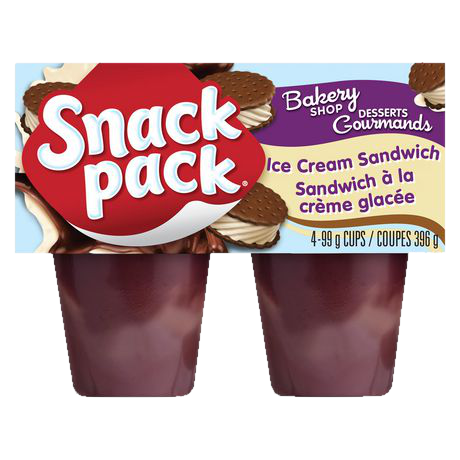 Snack
pack®
Bakery
SHOP DESSERTS
Gourmands
Ice Cream Sandwich
Sandwich à la
crème glacée
4-99 g CUPS / COUPES 396 g